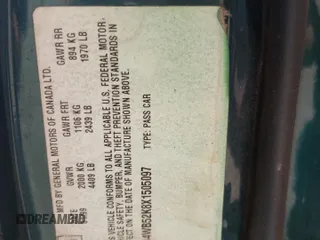 MFD BY GENERAL MOTORS OF CANADA LTD.
GVWR GAWR FRT GAWR RR
2000 KG 1106 KG 894 KG
4409 LB 2439 LB 1970 LB
THIS VEHICLE CONFORMS TO ALL APPLICABLE U.S. FEDERAL MOTOR
VEHICLE SAFETY, BUMPER, AND THEFT PREVENTION STANDARDS IN
EFFECT ON THE DATE OF MANUFACTURE SHOWN ABOVE.
WB52K8X1505097 TYPE: PASS CAR
DREAMBID